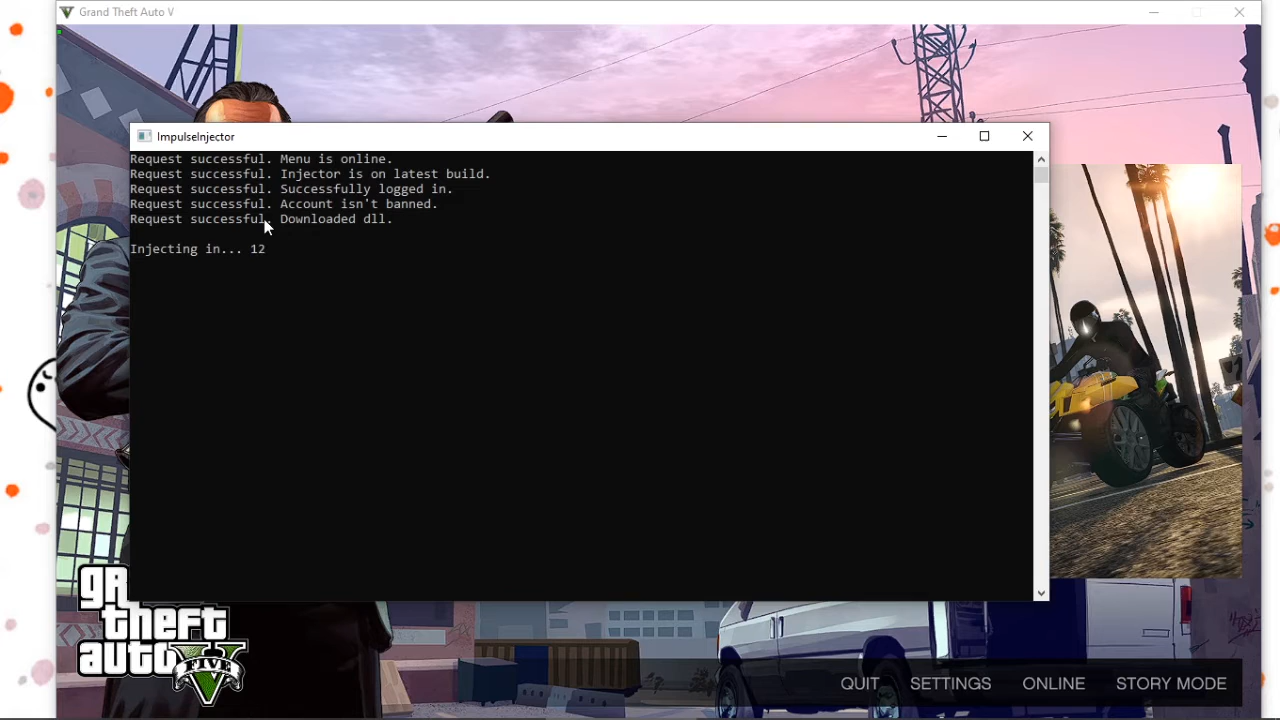 Grand Theft Auto V
ImpulseInjector
Request successful. Menu is online.
Request successful. Injector is on latest build.
Request successful. Successfully logged in.
Request successful. Account isn't banned.
Request successful. Downloaded dll.
Injecting in... 12
gr
theft
auto
FIVE
QUIT
SETTINGS
ONLINE
STORY MODE